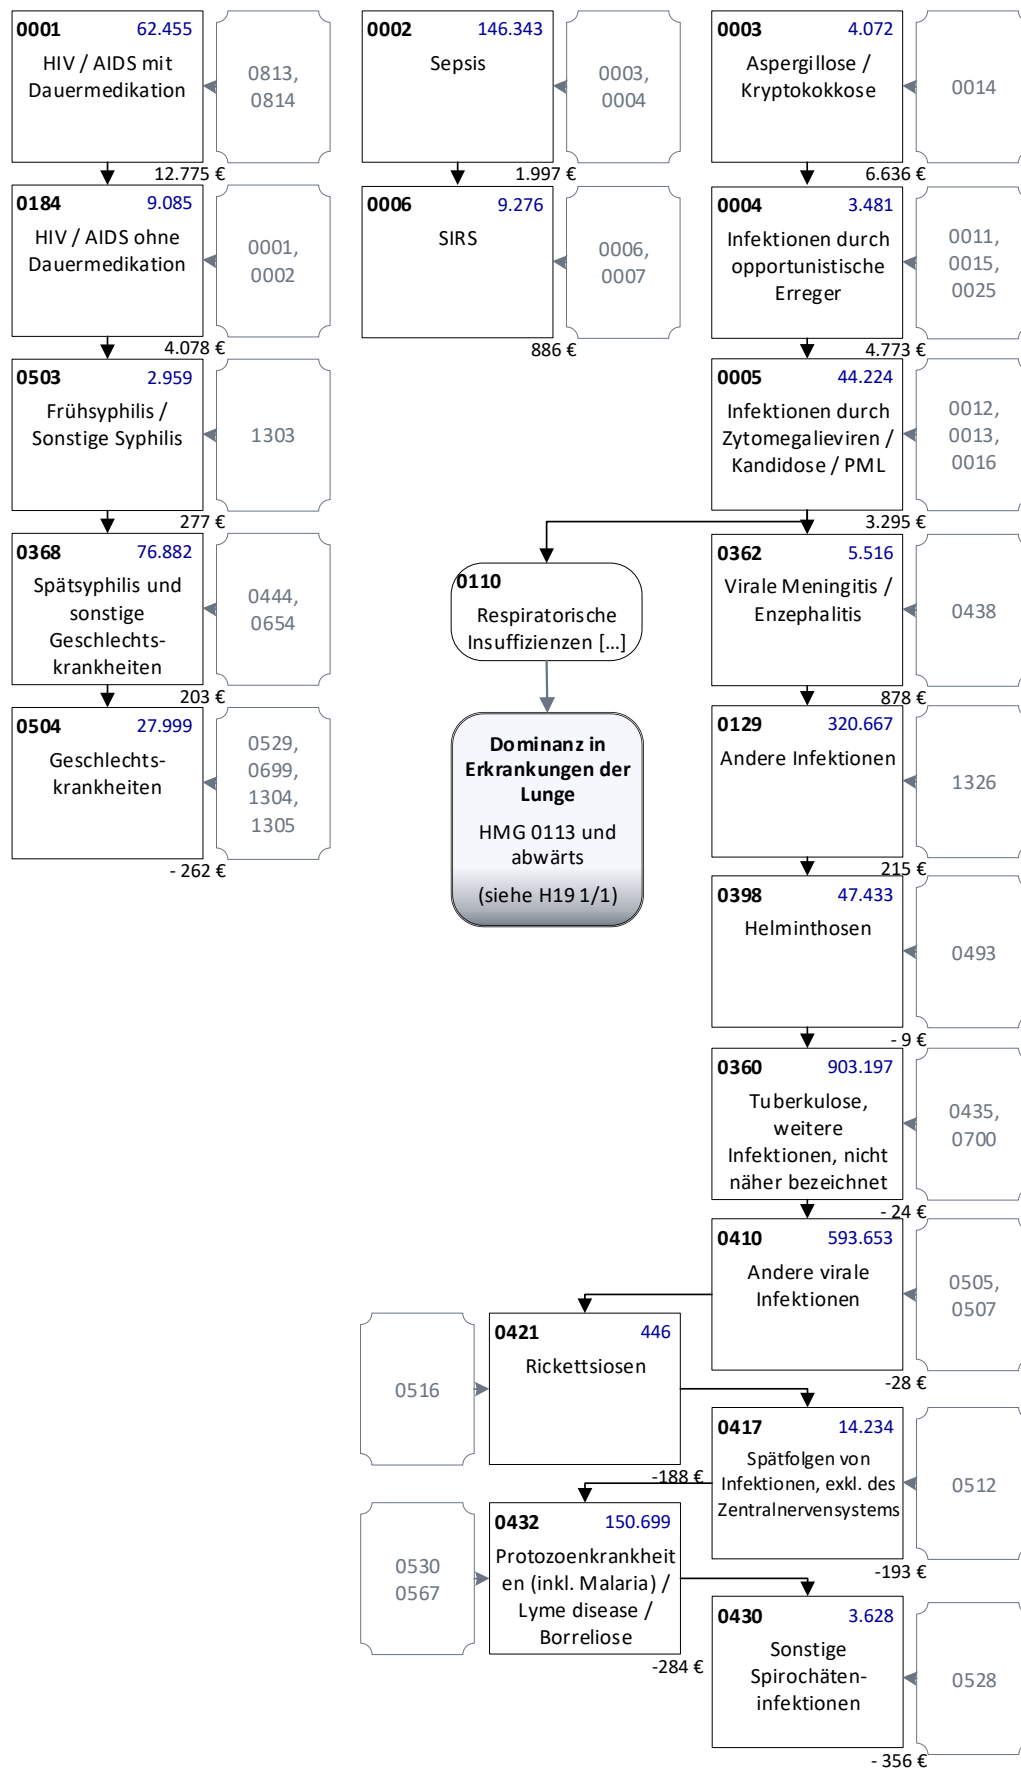 0001 62.455
HIV / AIDS mit
Dauermedikation
0813,
0814
12.775 €
0184 9.085
HIV / AIDS ohne
Dauermedikation
0001,
0002
4.078 €
0503 2.959
Frühsyphilis /
Sonstige Syphilis
1303
277 €
0368 76.882
Spätsyphilis und
sonstige
Geschlechts-
krankheiten
0444,
0654
203 €
0504 27.999
Geschlechts-
krankheiten
0529,
0699,
1304,
1305
- 262 €
0002 146.343
Sepsis
0003,
0004
1.997 €
0006 9.276
SIRS
0006,
0007
886 €
0003 4.072
Aspergillose /
Kryptokokkose
0014
6.636 €
0004 3.481
Infektionen durch
opportunistische
Erreger
0011,
0015,
0025
4.773 €
0005 44.224
Infektionen durch
Zytomegalieviren /
Kandidose / PML
0012,
0013,
0016
3.295 €
0110
Respiratorische
Insuffizienzen [...]
Dominanz in
Erkrankungen der
Lunge
HMG 0113 und
abwärts
(siehe H19 1/1)
0362 5.516
Virale Meningitis /
Enzephalitis
0438
878 €
0129 320.667
Andere Infektionen
1326
215 €
0398 47.433
Helminthosen
0493
- 9 €
0360 903.197
Tuberkulose,
weitere
Infektionen, nicht
näher bezeichnet
0435,
0700
- 24 €
0410 593.653
Andere virale
Infektionen
0505,
0507
-28 €
0421 446
Rickettsiosen
0516
-188 €
0417 14.234
Spätfolgen von
Infektionen, exkl. des
Zentralnervensystems
0512
-193 €
0432 150.699
Protozoenkrankheit
en (inkl. Malaria) /
Lyme disease /
Borreliose
0530
0567
-284 €
0430 3.628
Sonstige
Spirochäten-
infektionen
0528
- 356 €